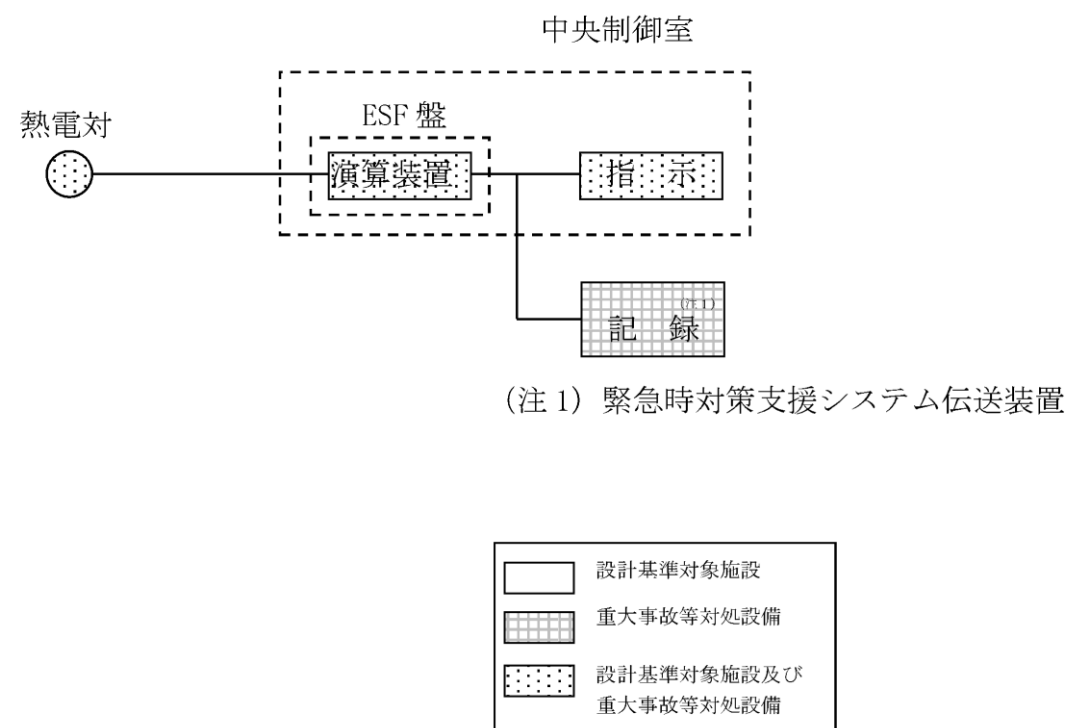 中央制御室
ESF 盤
熱電対
演算装置
指 示
(注 1)
記 録
(注 1) 緊急時対策支援システム伝送装置
設計基準対象施設
重大事故等対処設備
設計基準対象施設及び
重大事故等対処設備